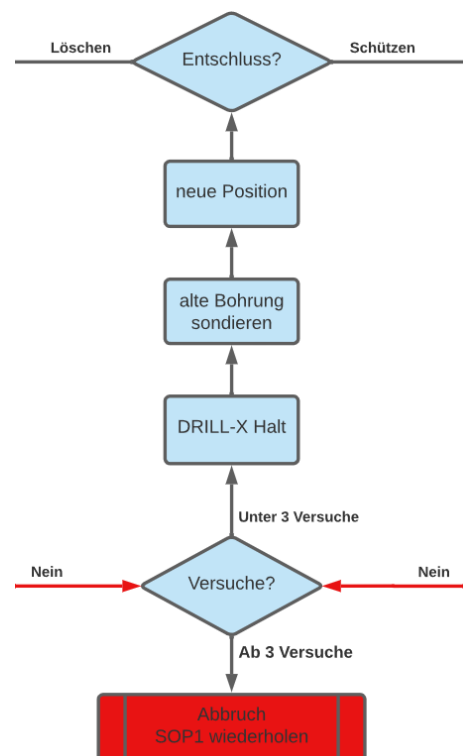 Löschen
Entschluss?
Schützen
neue Position
alte Bohrung
sondieren
DRILL-X Halt
Unter 3 Versuche
Nein
Versuche?
Nein
Ab 3 Versuche
Abbruch
SOP1 wiederholen